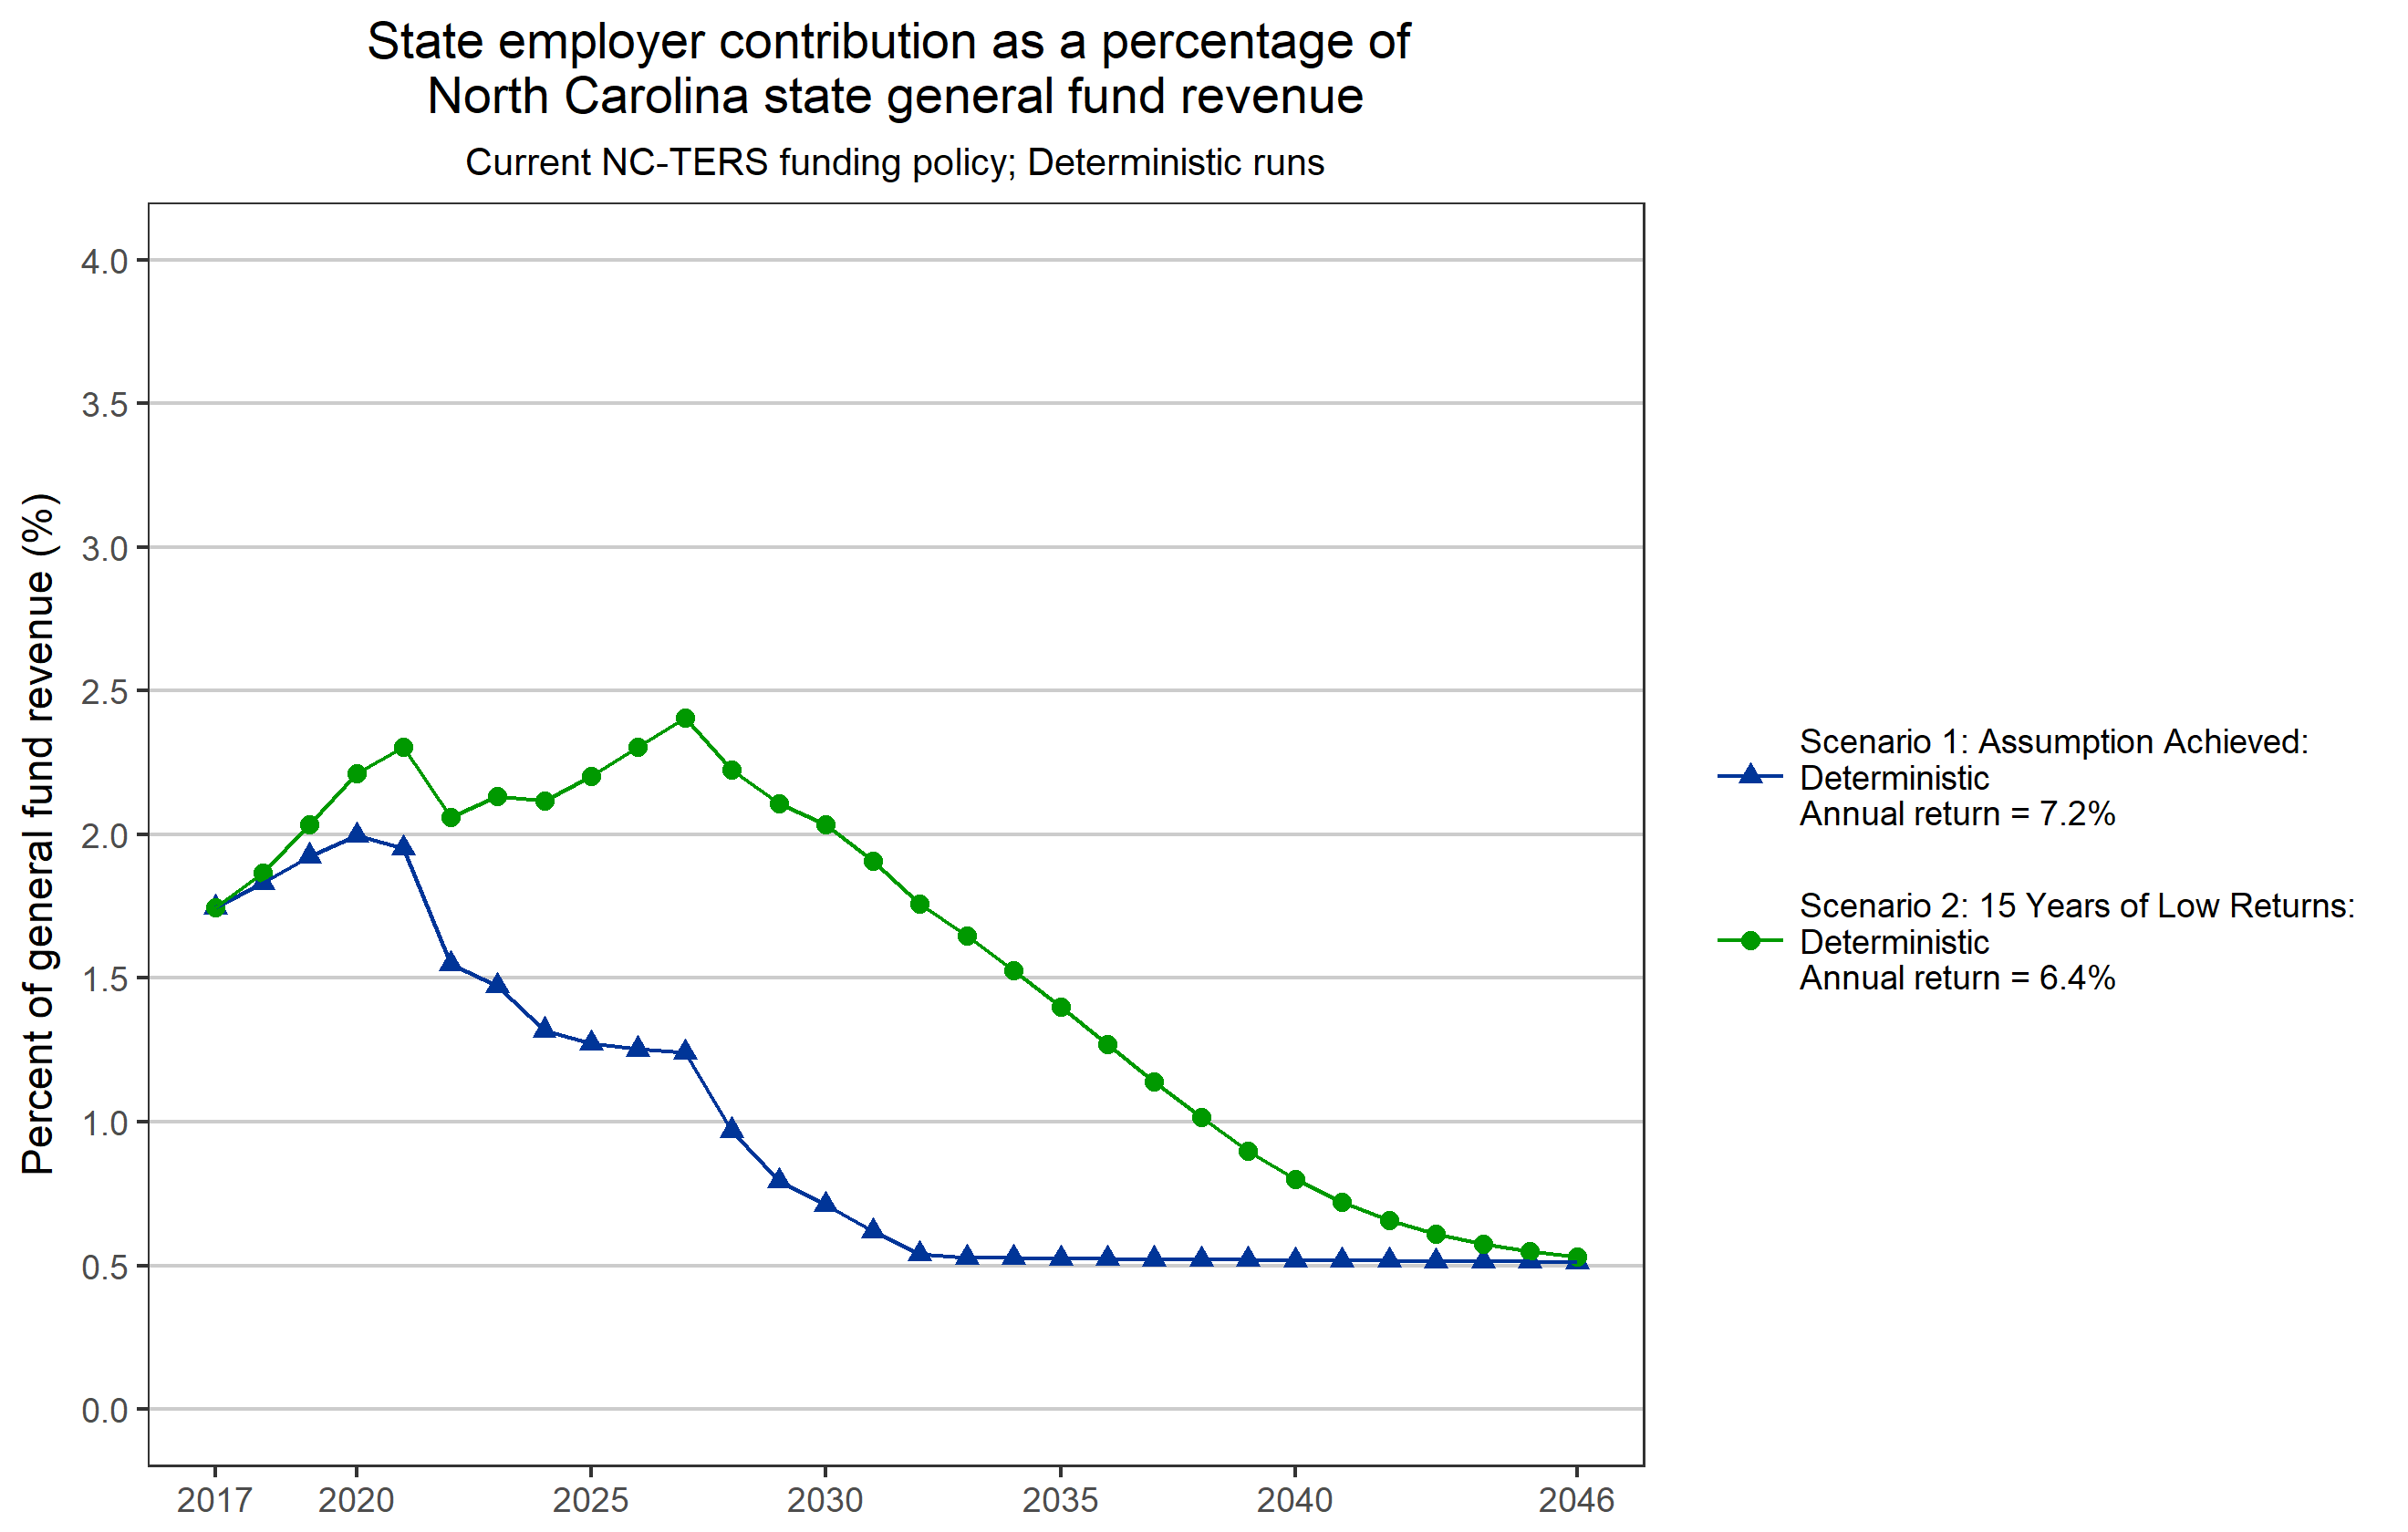 State employer contribution as a percentage of
North Carolina state general fund revenue
Current NC-TERS funding policy; Deterministic runs
Percent of general fund revenue (%)
4.0
3.5
3.0
2.5
2.0
1.5
1.0
0.5
0.0
2017
2020
2025
2030
2035
2040
2046
Scenario 1: Assumption Achieved:
Deterministic
Annual return = 7.2%
Scenario 2: 15 Years of Low Returns:
Deterministic
Annual return = 6.4%